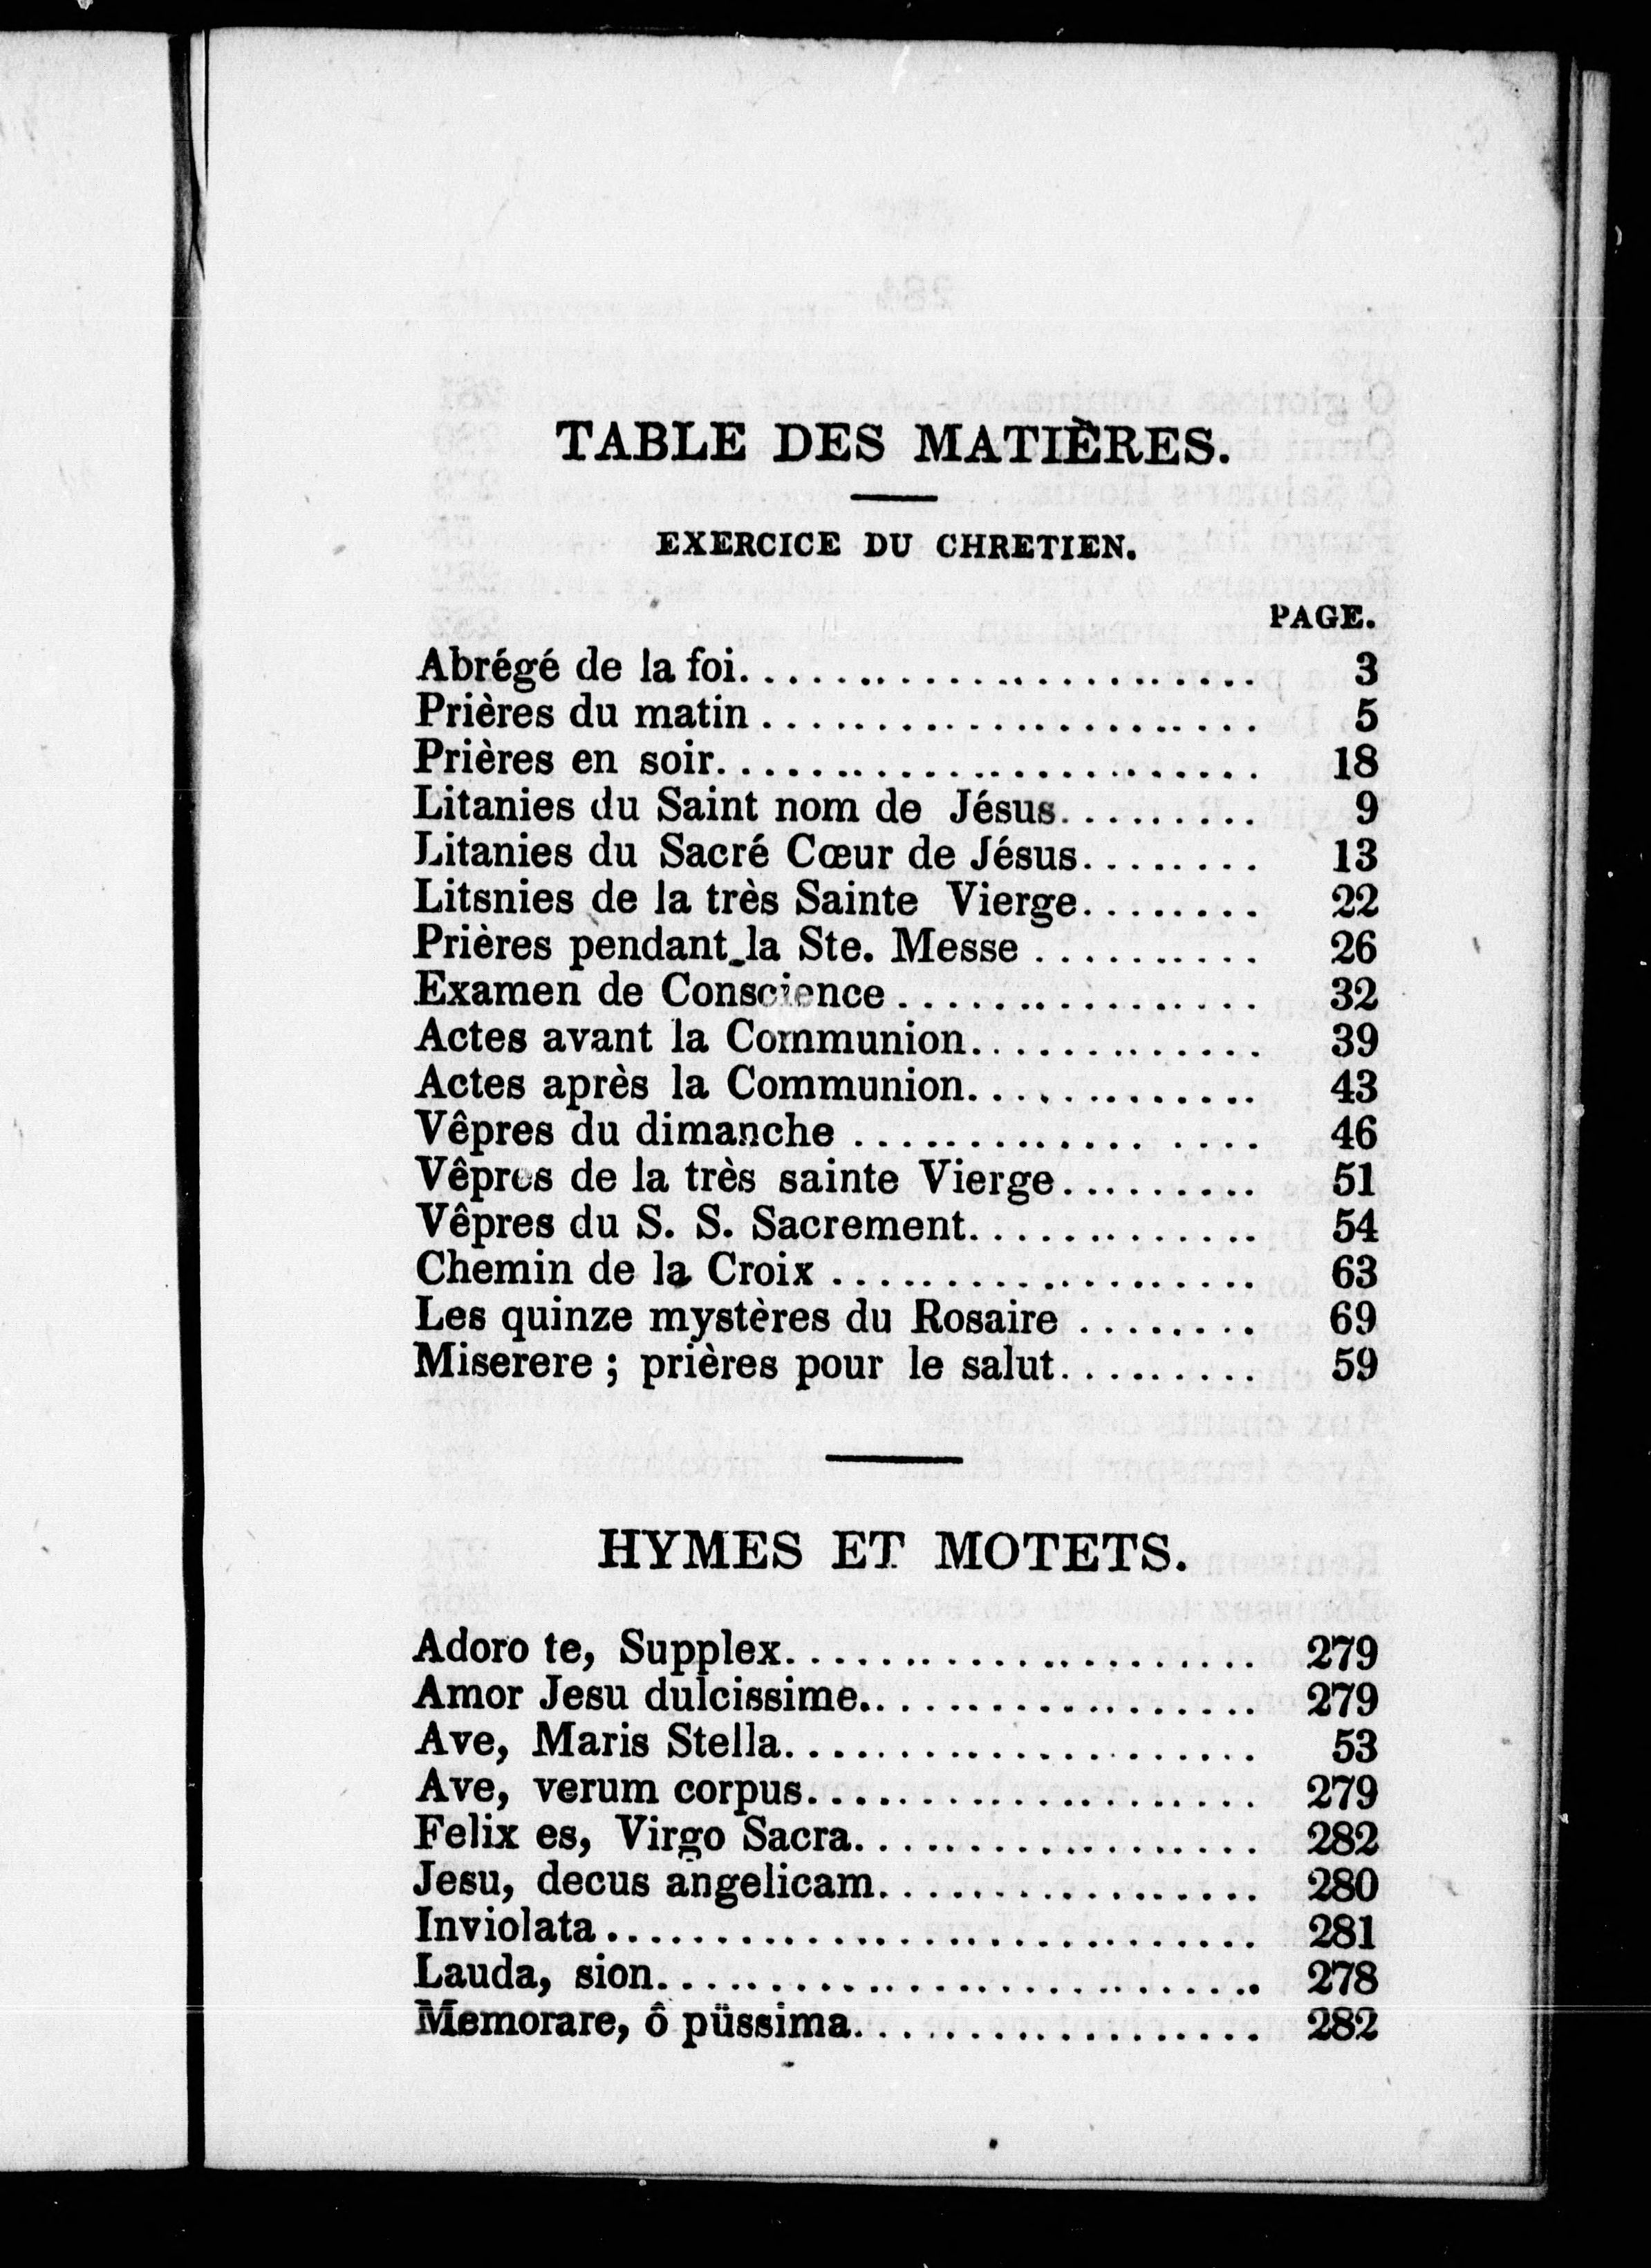 TABLE DES MATIÈRES.
EXERCICE DU CHRETIEN.
PAGE.
Abrégé de la foi........................ 3
Prières du matin..................... 5
Prières en soir....................... 18
Litanies du Saint nom de Jésus......... 9
Litanies du Sacré Cœur de Jésus........ 13
Litsnies de la très Sainte Vierge........ 22
Prières pendant la Ste. Messe .......... 26
Examen de Conscience................ 32
Actes avant la Communion............. 39
Actes après la Communion............. 43
Vêpres du dimanche ................. 46
Vêpres de la très sainte Vierge......... 51
Vêpres du S. S. Sacrement............. 54
Chemin de la Croix .................. 63
Les quinze mystères du Rosaire ........ 69
Miserere ; prières pour le salut......... 59
HYMES ET MOTETS.
Adoro te, Supplex.................... 279
Amor Jesu dulcissime................. 279
Ave, Maris Stella.................... 53
Ave, verum corpus................... 279
Felix es, Virgo Sacra................. 282
Jesu, decus angelicam................ 280
Inviolata............................ 281
Lauda, sion.......................... 278
Memorare, ô püssima................. 282